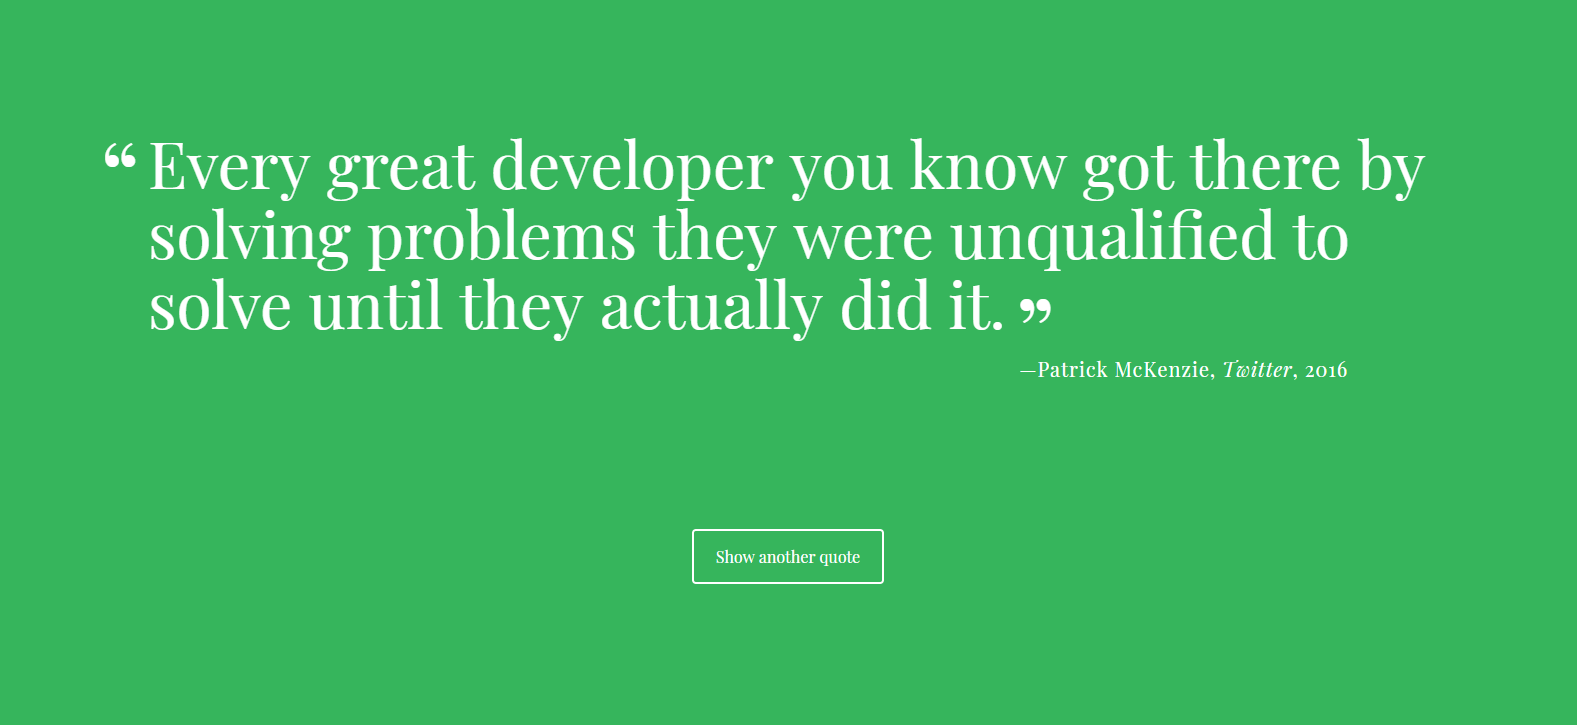 “Every great developer you know got there by
solving problems they were unqualified to
solve until they actually did it.”
—Patrick McKenzie, Twitter, 2016
Show another quote